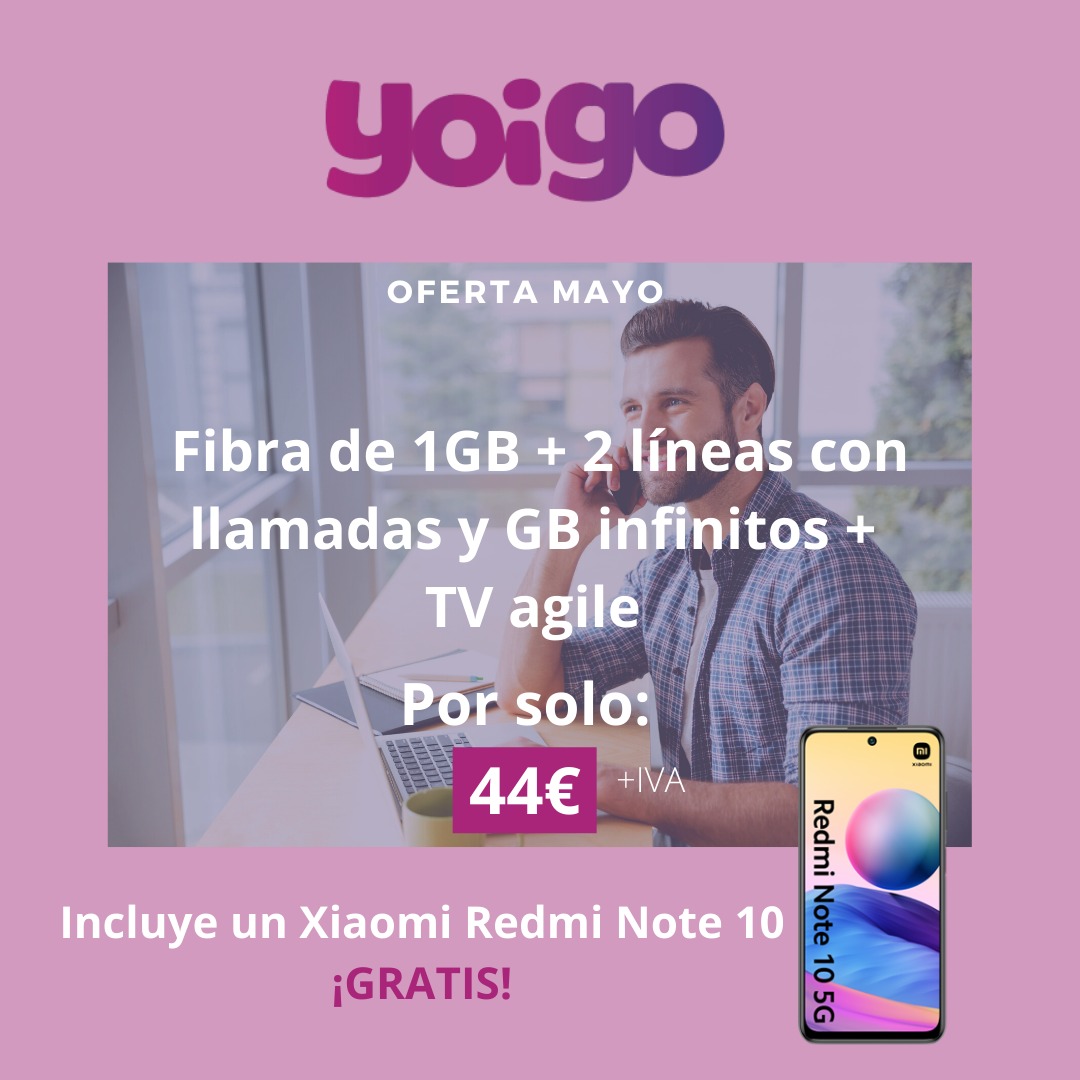 yoigo
OFERTA MAYO
Fibra de 1GB + 2 líneas con
llamadas y GB infinitos +
TV agile
Por solo:
44€ +IVA
xiaomi
Redmi Note 10 5G
Incluye un Xiaomi Redmi Note 10
¡GRATIS!